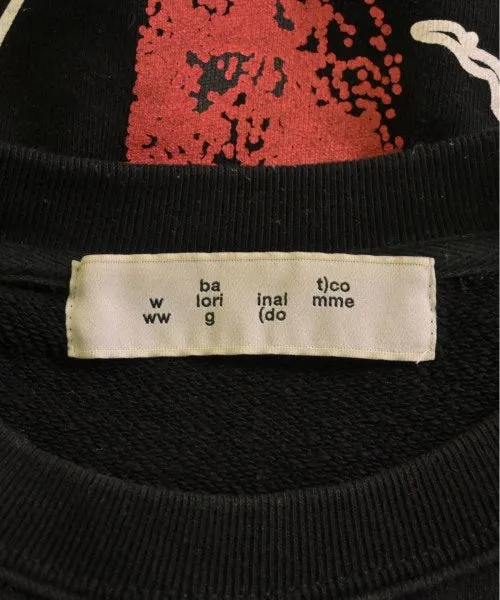 ba t)co
w lori inal mme
ww g (do